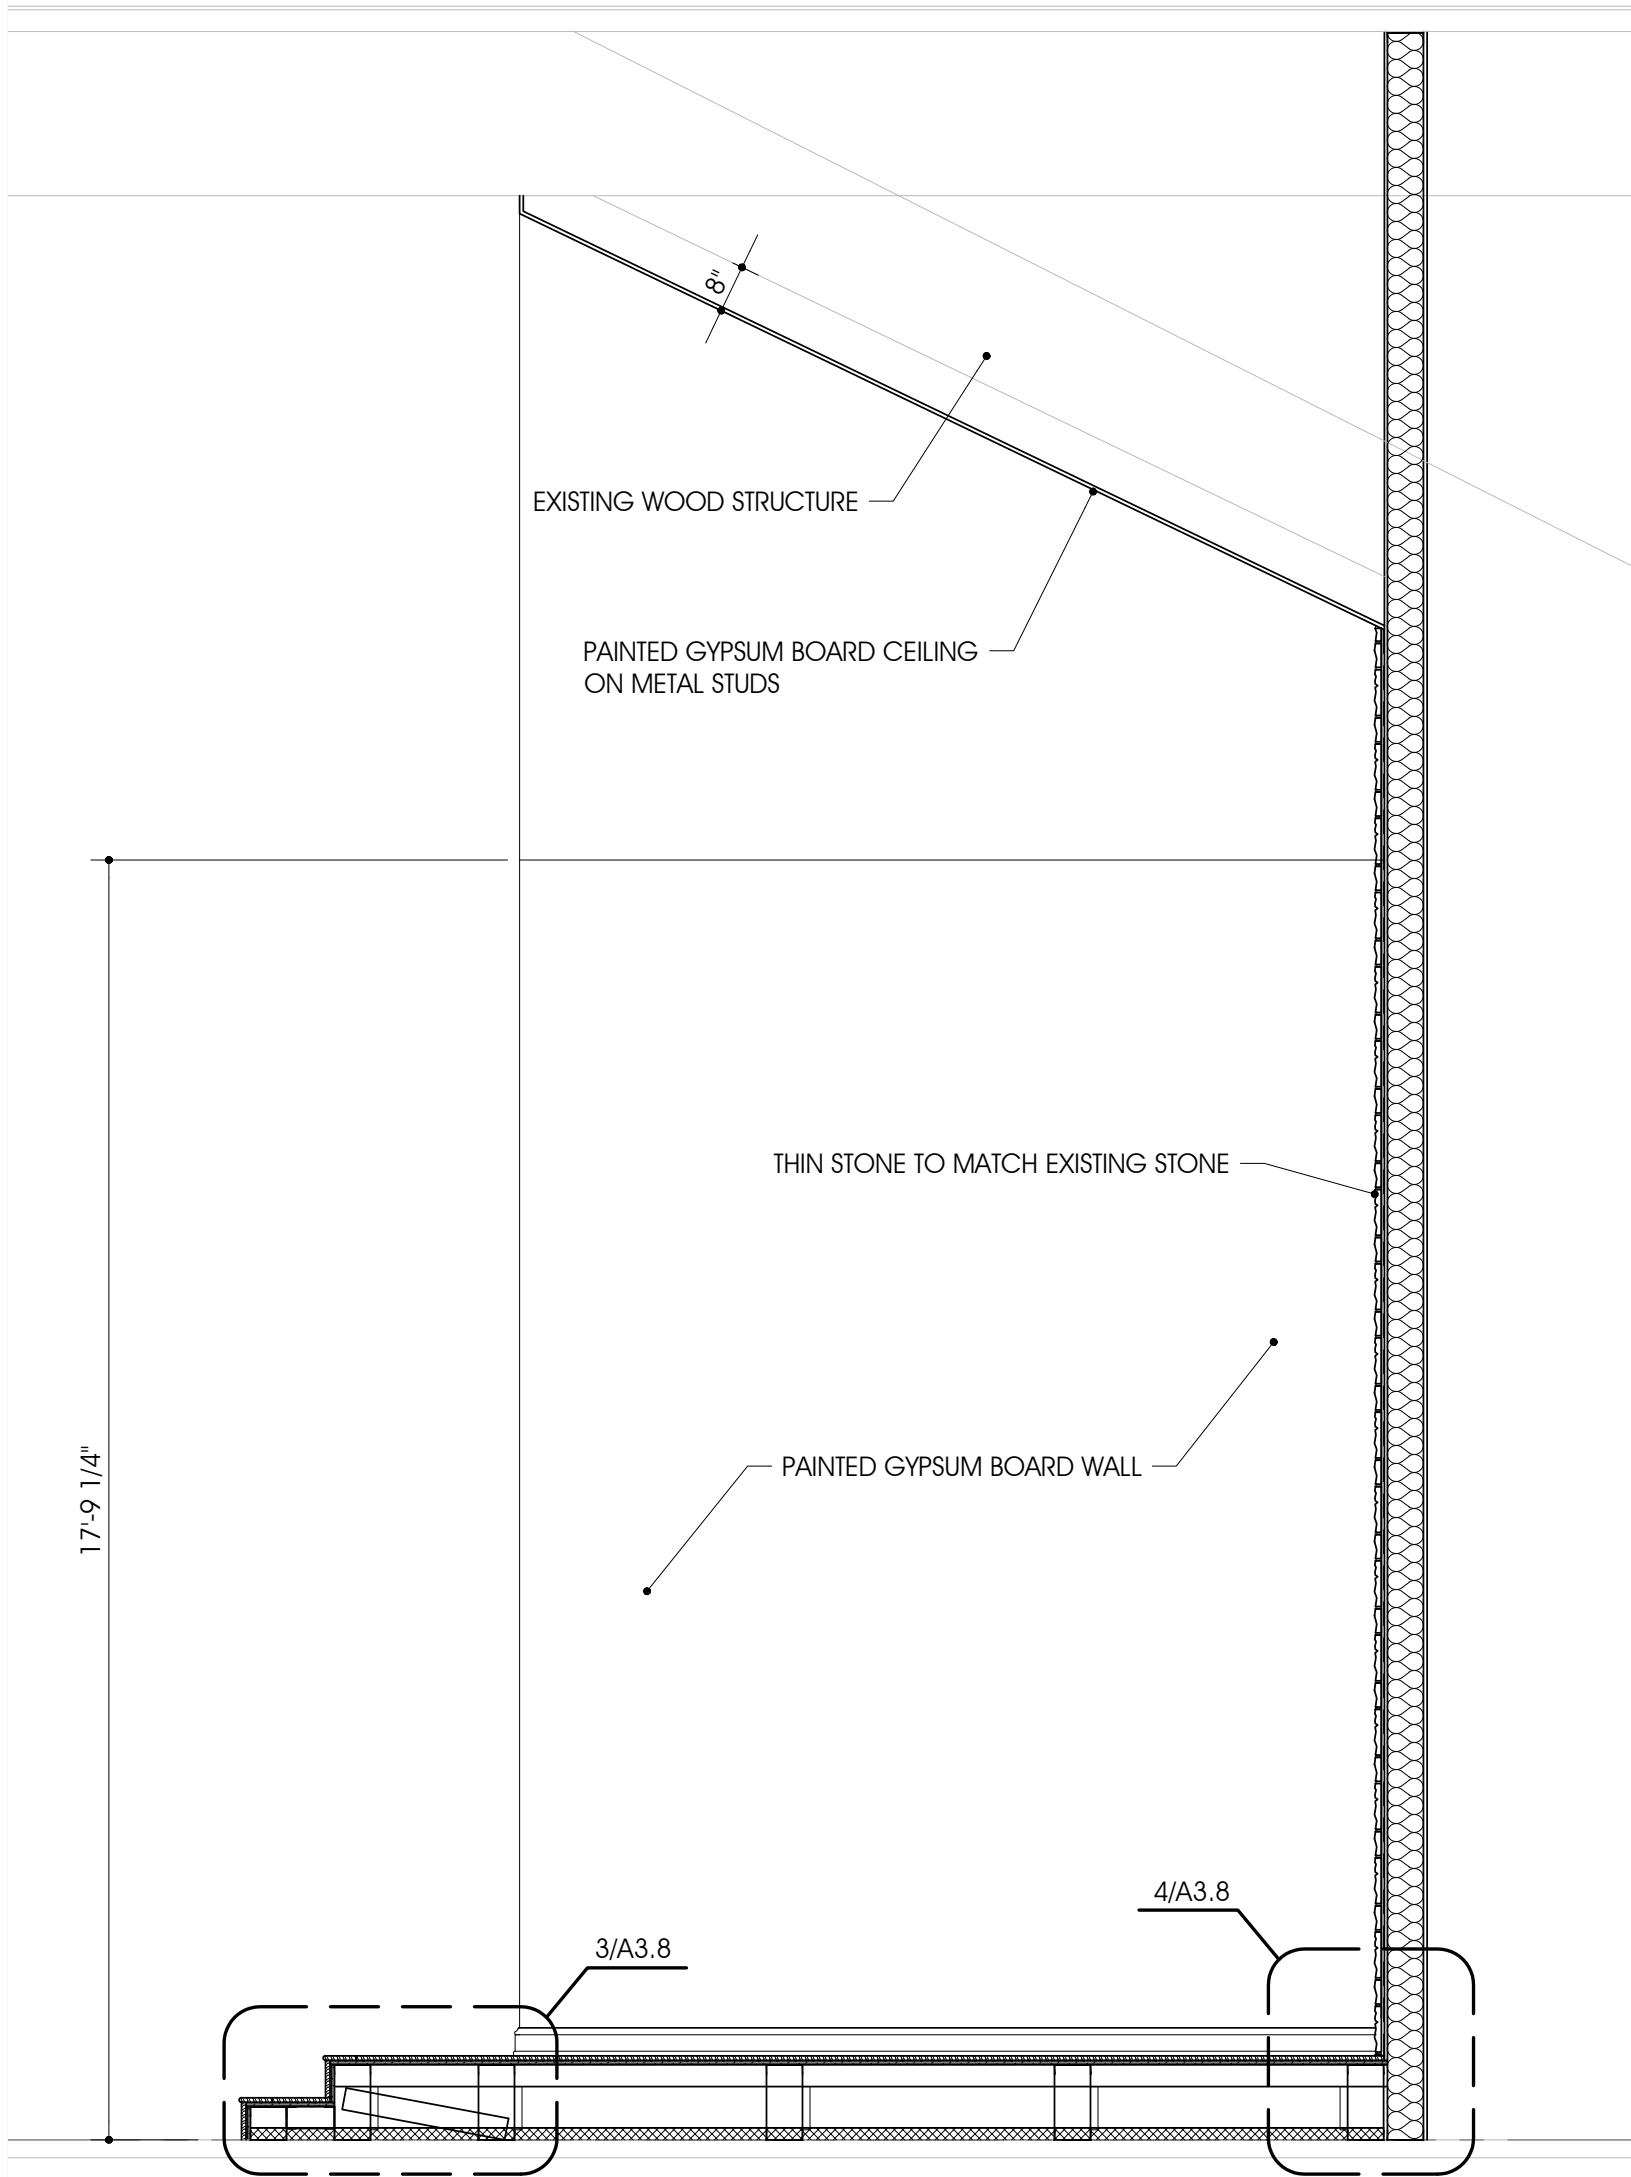 8"
EXISTING WOOD STRUCTURE
PAINTED GYPSUM BOARD CEILING
ON METAL STUDS
THIN STONE TO MATCH EXISTING STONE
17'-9 1/4"
PAINTED GYPSUM BOARD WALL
4/A3.8
3/A3.8